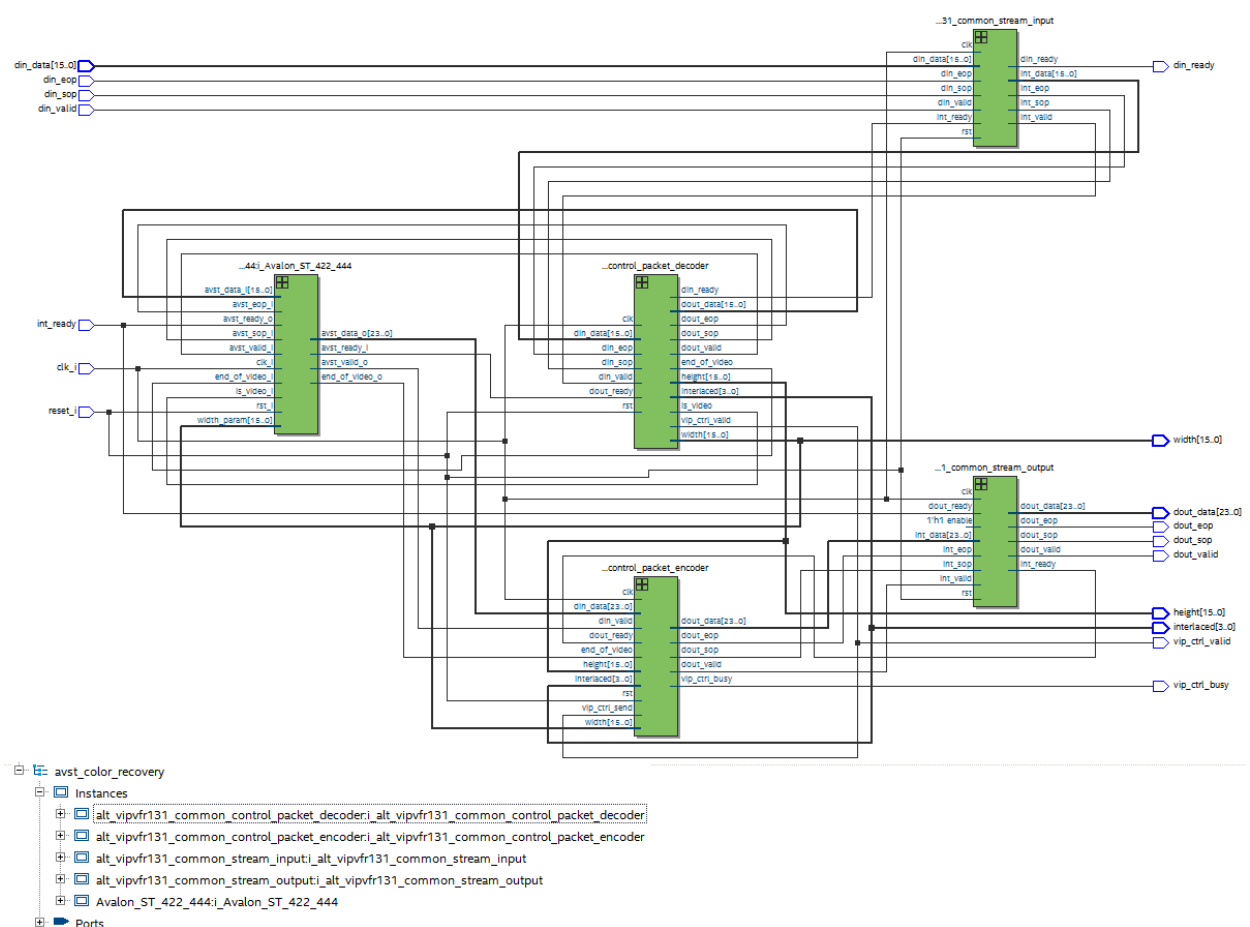 ...31_common_stream_input
clk
din_data[15..0]
din_eop
din_sop
din_valid
int_ready
rst
din_ready
int_data[15..0]
int_eop
int_sop
int_valid
din_data[15..0]
din_eop
din_sop
din_valid
din_ready
...44:i_Avalon_ST_422_444
avst_data_i[15..0]
avst_eop_i
avst_ready_o
avst_sop_i
avst_valid_i
clk_i
end_of_video_i
is_video_i
rst_i
width_param[15..0]
avst_data_o[23..0]
avst_ready_i
avst_valid_o
end_of_video_o
int_ready
clk_i
reset_i
...control_packet_decoder
clk
din_data[15..0]
din_eop
din_sop
din_valid
dout_ready
rst
din_ready
dout_data[15..0]
dout_eop
dout_sop
dout_valid
end_of_video
height[15..0]
interlaced[3..0]
is_video
vip_ctrl_valid
width[15..0]
width[15..0]
...1_common_stream_output
clk
dout_ready
1'h1 enable
int_data[23..0]
int_eop
int_sop
int_valid
rst
dout_data[23..0]
dout_eop
dout_sop
dout_valid
int_ready
dout_data[23..0]
dout_eop
dout_sop
dout_valid
...control_packet_encoder
clk
din_data[23..0]
din_valid
dout_ready
end_of_video
height[15..0]
interlaced[3..0]
rst
vip_ctrl_send
width[15..0]
dout_data[23..0]
dout_eop
dout_sop
dout_valid
vip_ctrl_busy
height[15..0]
interlaced[3..0]
vip_ctrl_valid
vip_ctrl_busy
avst_color_recovery
Instances
alt_vipvfr131_common_control_packet_decoder:i_alt_vipvfr131_common_control_packet_decoder
alt_vipvfr131_common_control_packet_encoder:i_alt_vipvfr131_common_control_packet_encoder
alt_vipvfr131_common_stream_input:i_alt_vipvfr131_common_stream_input
alt_vipvfr131_common_stream_output:i_alt_vipvfr131_common_stream_output
Avalon_ST_422_444:i_Avalon_ST_422_444
Ports